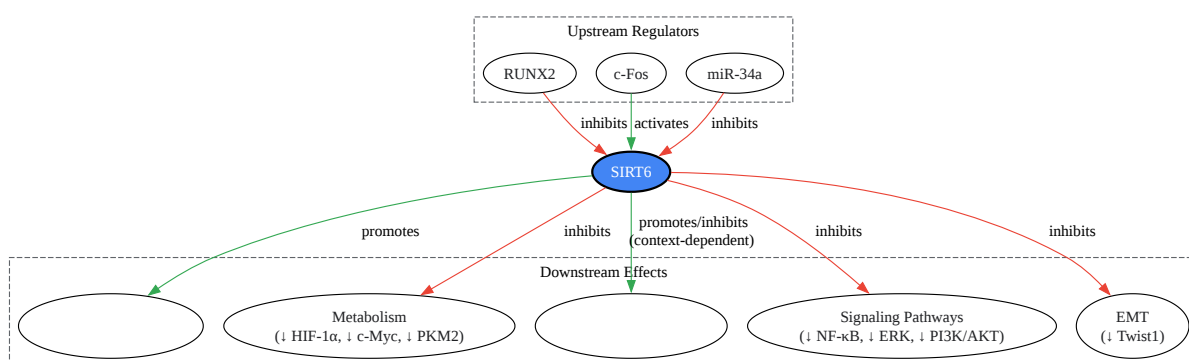 Upstream Regulators
RUNX2
c-Fos
miR-34a
inhibits
activates
inhibits
SIRT6
promotes
inhibits
promotes/inhibits
(context-dependent)
inhibits
inhibits
Downstream Effects
Metabolism
(↓ HIF-1α, ↓ c-Myc, ↓ PKM2)
Signaling Pathways
(↓ NF-κB, ↓ ERK, ↓ PI3K/AKT)
EMT
(↓ Twist1)